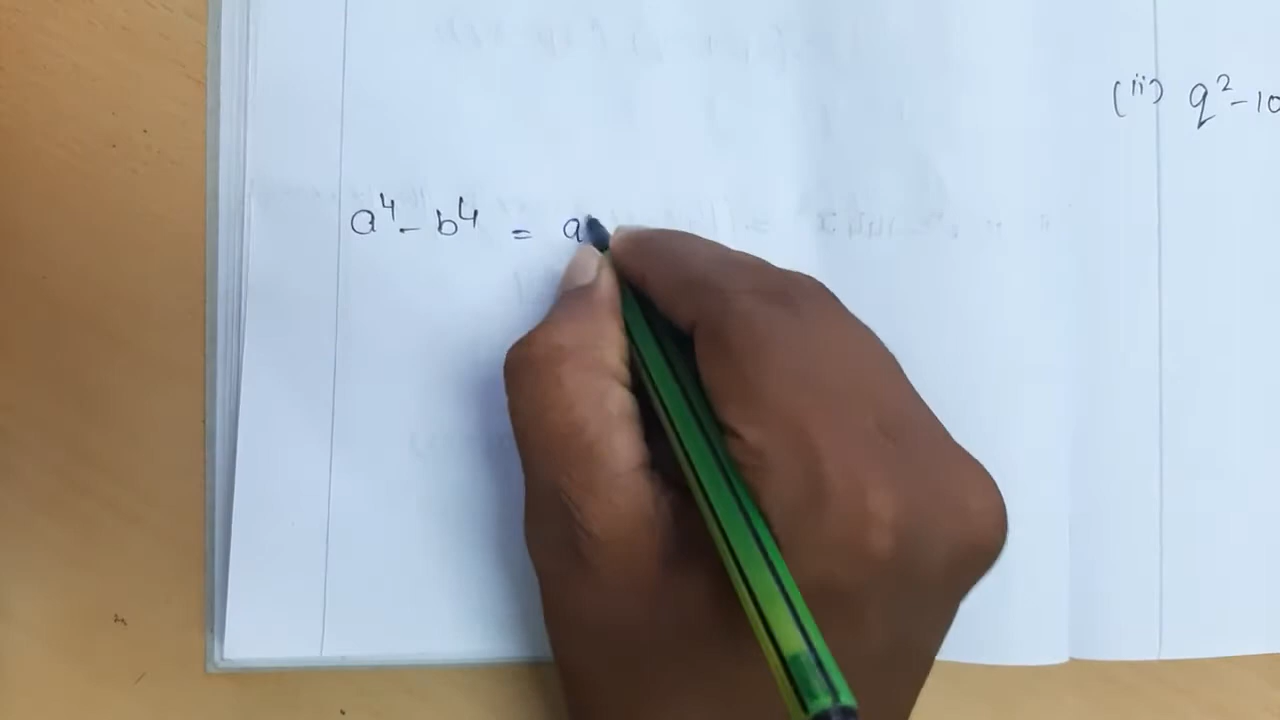 (ii) q² - 10
a⁴ - b⁴ = a